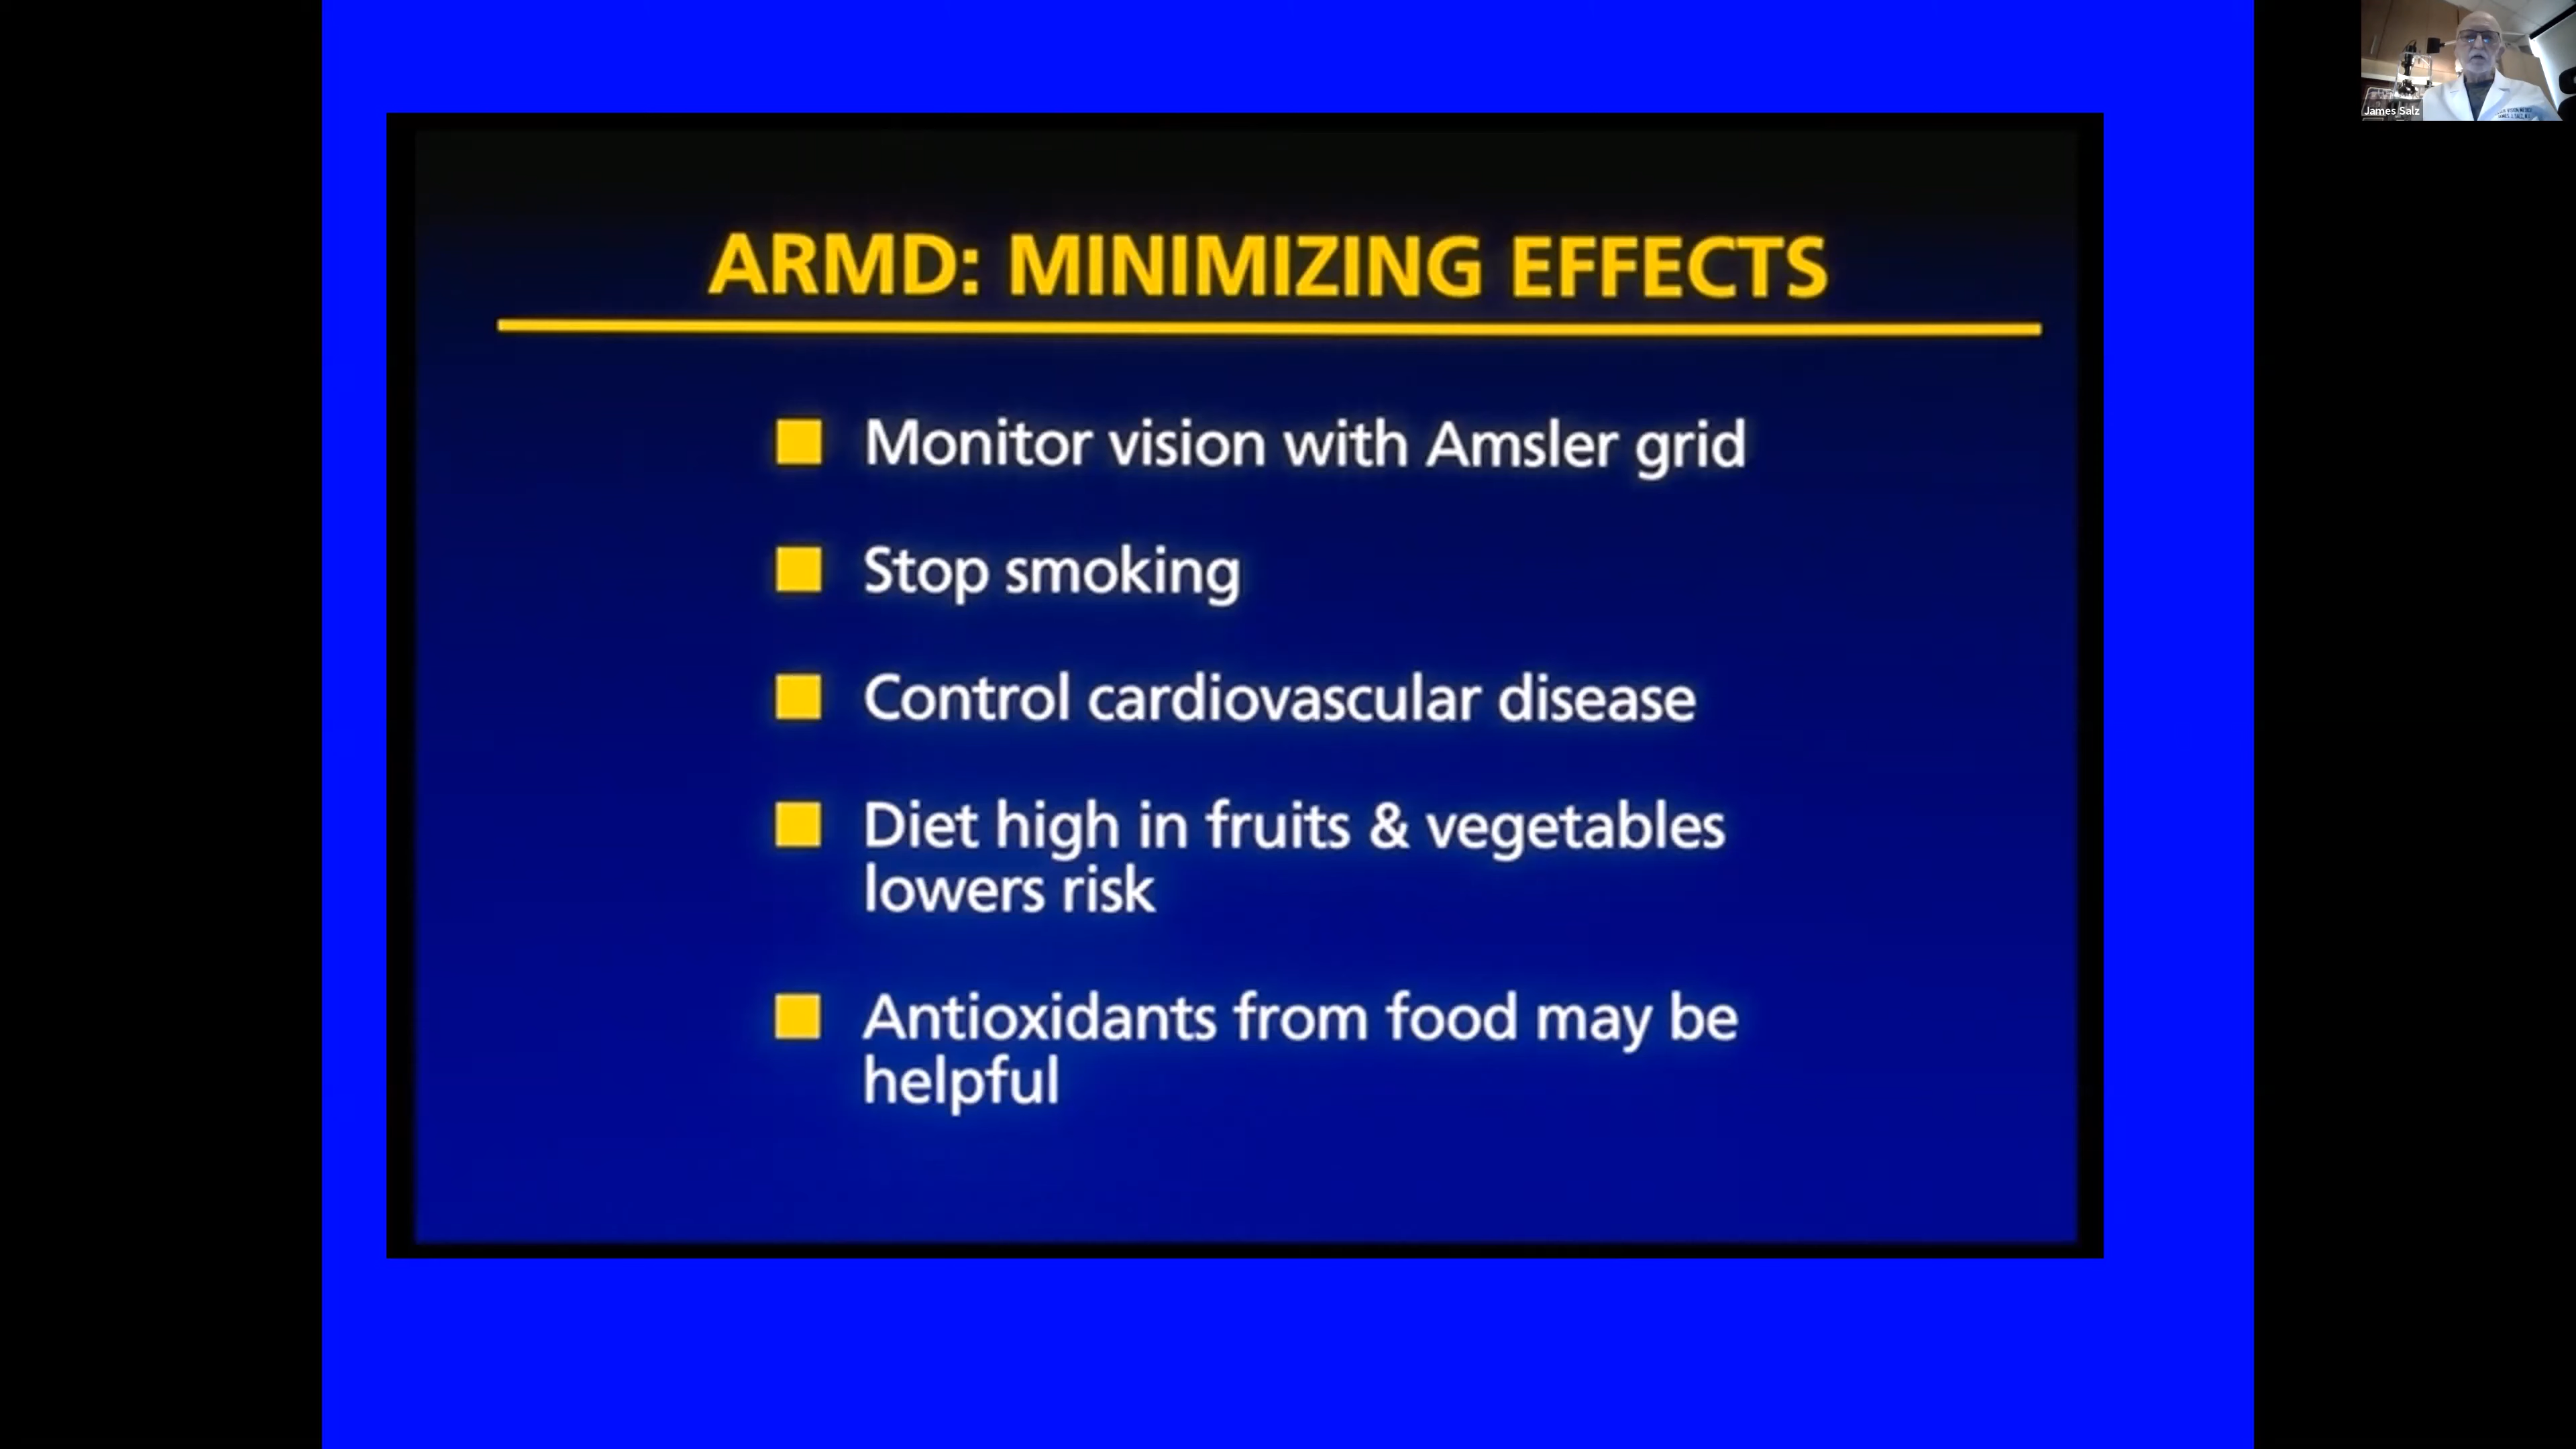 James Salz
ARMD: MINIMIZING EFFECTS
Monitor vision with Amsler grid
Stop smoking
Control cardiovascular disease
Diet high in fruits & vegetables
lowers risk
Antioxidants from food may be
helpful